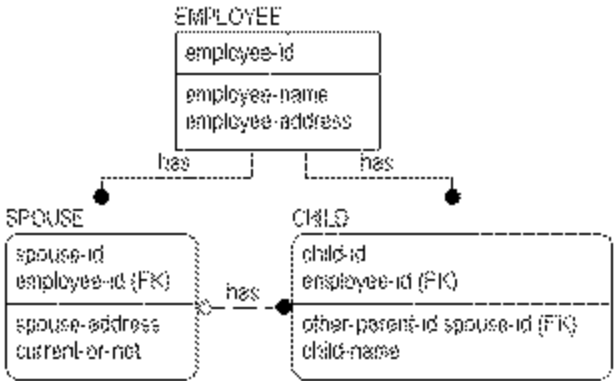 EMPLOYEE
employee-id
employee-name
employee-address
has
has
SPOUSE
spouse-id
employee-id (FK)
spouse-address
current-or-not
has
CHILD
child-id
employee-id (FK)
other-parent-id.spouse-id (FK)
child-name